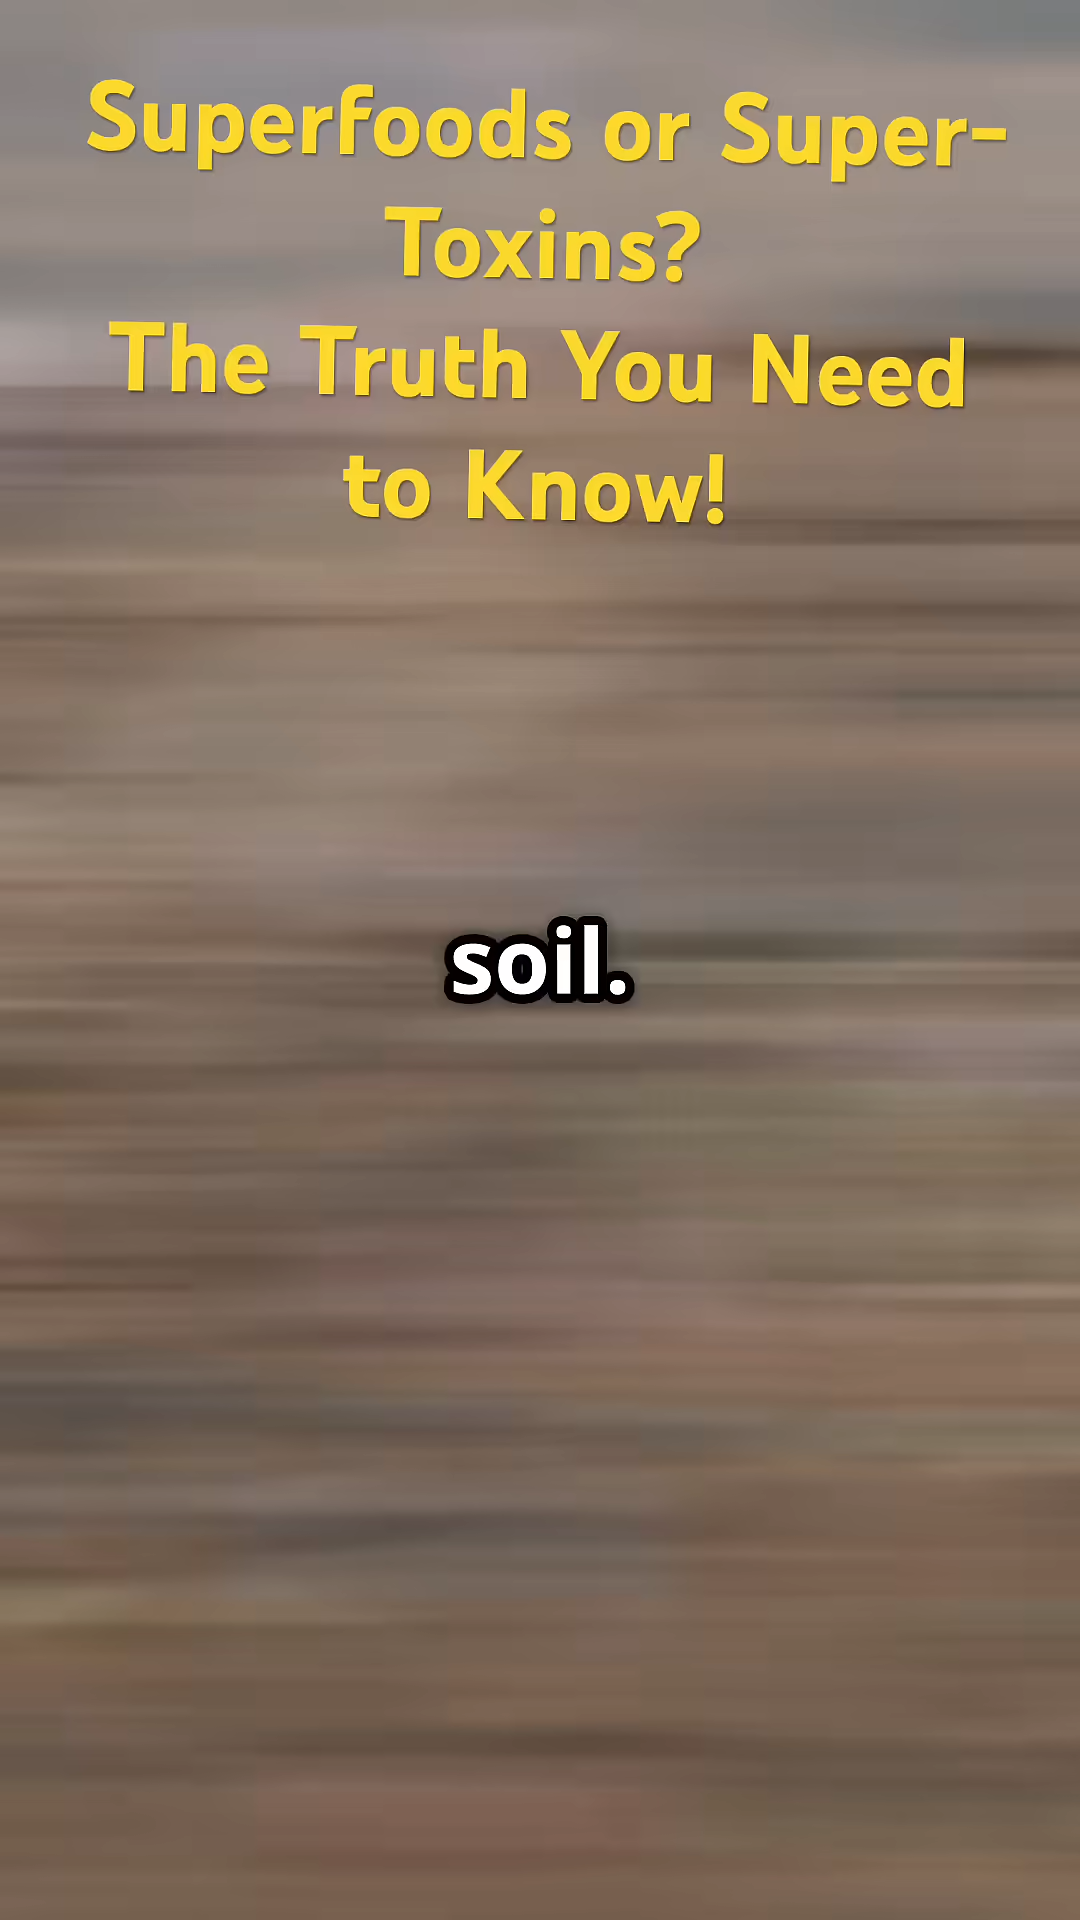 Superfoods or Super-
Toxins?
The Truth You Need
to Know!
soil.